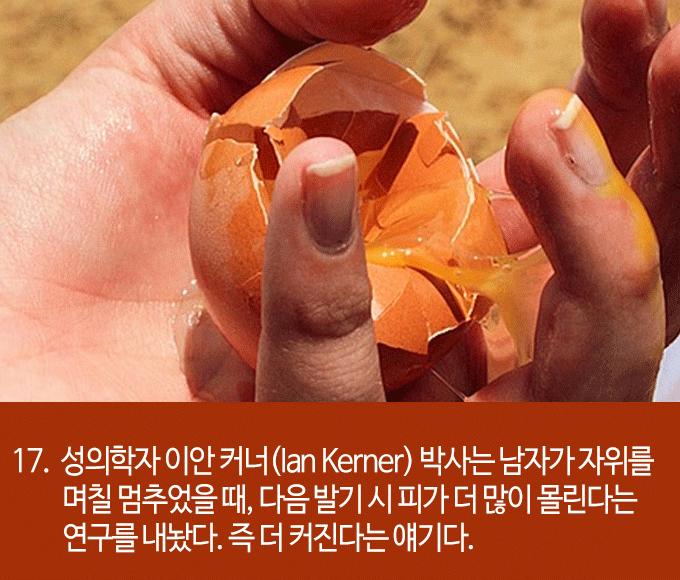 17. 성의학자 이안 커너(Ian Kerner) 박사는 남자가 자위를
며칠 멈추었을 때, 다음 발기 시 피가 더 많이 몰린다는
연구를 내놨다. 즉 더 커진다는 얘기다.